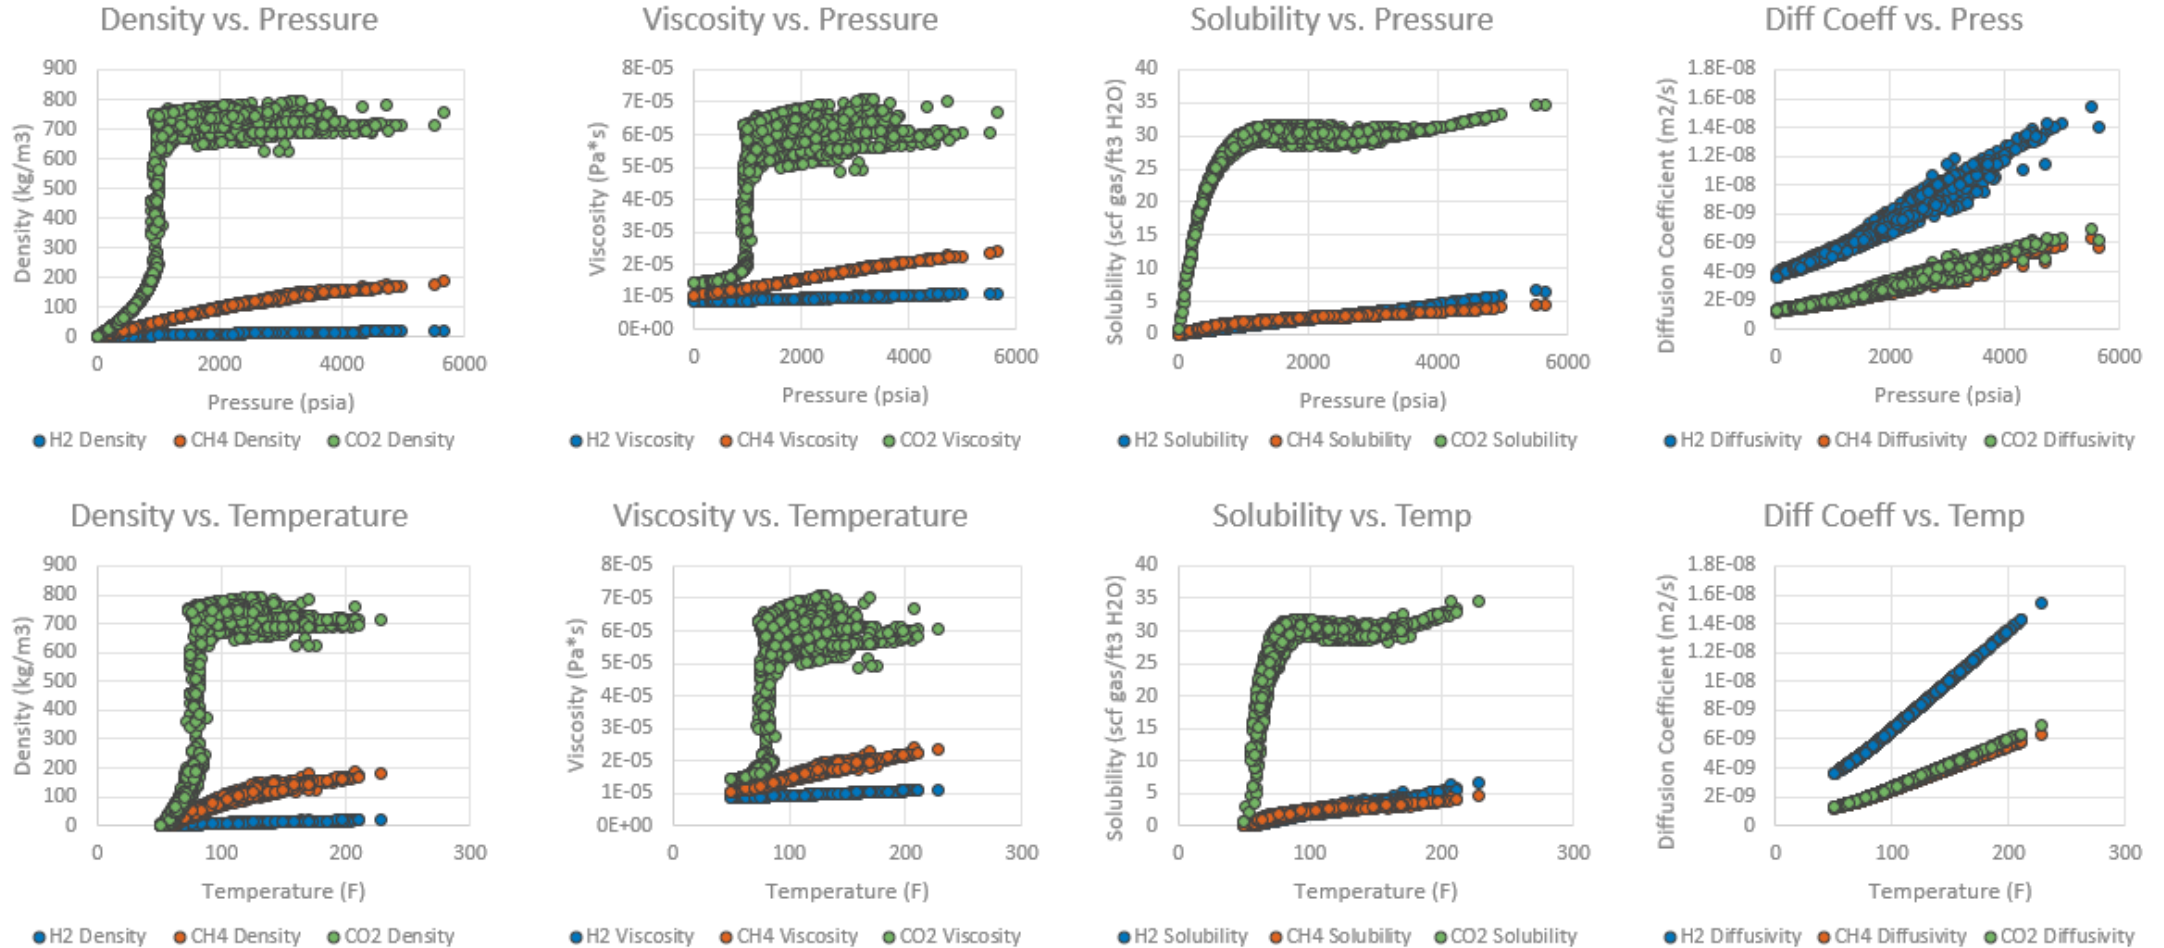 Density vs. Pressure
900
800
700
600
500
400
300
200
100
0
Density (kg/m3)
0 2000 4000 6000
Pressure (psia)
H2 Density CH4 Density CO2 Density
Viscosity vs. Pressure
8E-05
7E-05
6E-05
5E-05
4E-05
3E-05
2E-05
1E-05
0E+00
Viscosity (Pa*s)
0 2000 4000 6000
Pressure (psia)
H2 Viscosity CH4 Viscosity CO2 Viscosity
Solubility vs. Pressure
40
35
30
25
20
15
10
5
0
Solubility (scf gas/ft3 H2O)
0 2000 4000 6000
Pressure (psia)
H2 Solubility CH4 Solubility CO2 Solubility
Diff Coeff vs. Press
1.8E-08
1.6E-08
1.4E-08
1.2E-08
1E-08
8E-09
6E-09
4E-09
2E-09
0
Diffusion Coefficient (m2/s)
0 2000 4000 6000
Pressure (psia)
H2 Diffusivity CH4 Diffusivity CO2 Diffusivity
Density vs. Temperature
900
800
700
600
500
400
300
200
100
0
Density (kg/m3)
0 100 200 300
Temperature (F)
H2 Density CH4 Density CO2 Density
Viscosity vs. Temperature
8E-05
7E-05
6E-05
5E-05
4E-05
3E-05
2E-05
1E-05
0E+00
Viscosity (Pa*s)
0 100 200 300
Temperature (F)
H2 Viscosity CH4 Viscosity CO2 Viscosity
Solubility vs. Temp
40
35
30
25
20
15
10
5
0
Solubility (scf gas/ft3 H2O)
0 100 200 300
Temperature (F)
H2 Solubility CH4 Solubility CO2 Solubility
Diff Coeff vs. Temp
1.8E-08
1.6E-08
1.4E-08
1.2E-08
1E-08
8E-09
6E-09
4E-09
2E-09
0
Diffusion Coefficient (m2/s)
0 100 200 300
Temperature (F)
H2 Diffusivity CH4 Diffusivity CO2 Diffusivity